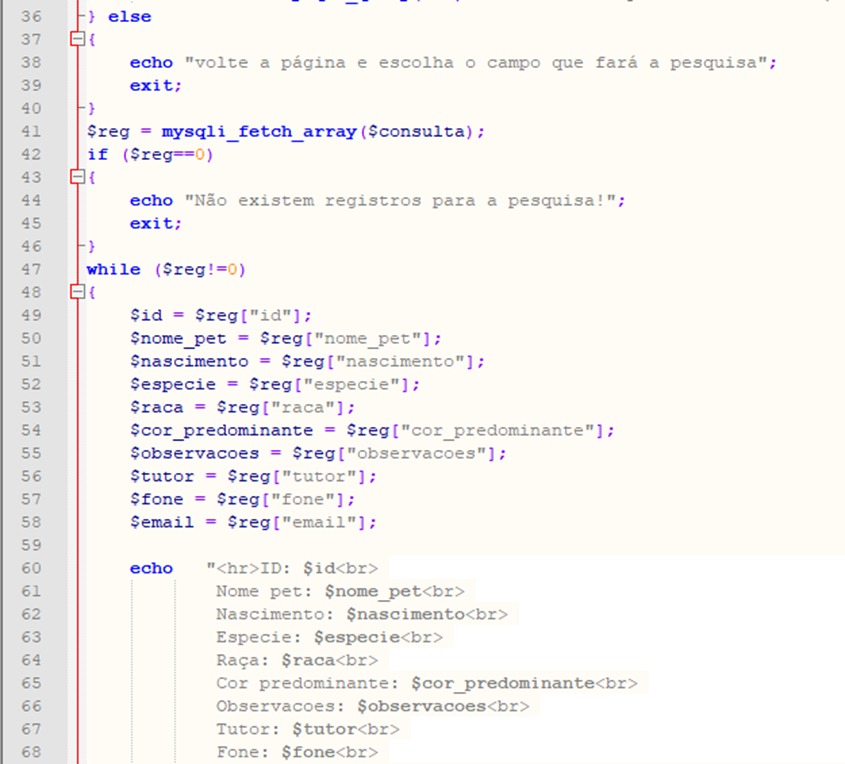 36 } else
37 {
38 echo "volte a página e escolha o campo que fará a pesquisa";
39 exit;
40 }
41 $reg = mysqli_fetch_array($consulta);
42 if ($reg==0)
43 {
44 echo "Não existem registros para a pesquisa!";
45 exit;
46 }
47 while ($reg!=0)
48 {
49 $id = $reg["id"];
50 $nome_pet = $reg["nome_pet"];
51 $nascimento = $reg["nascimento"];
52 $especie = $reg["especie"];
53 $raca = $reg["raca"];
54 $cor_predominante = $reg["cor_predominante"];
55 $observacoes = $reg["observacoes"];
56 $tutor = $reg["tutor"];
57 $fone = $reg["fone"];
58 $email = $reg["email"];
59
60 echo "<hr>ID: $id<br>
61 Nome pet: $nome_pet<br>
62 Nascimento: $nascimento<br>
63 Especie: $especie<br>
64 Raça: $raca<br>
65 Cor predominante: $cor_predominante<br>
66 Observacoes: $observacoes<br>
67 Tutor: $tutor<br>
68 Fone: $fone<br>